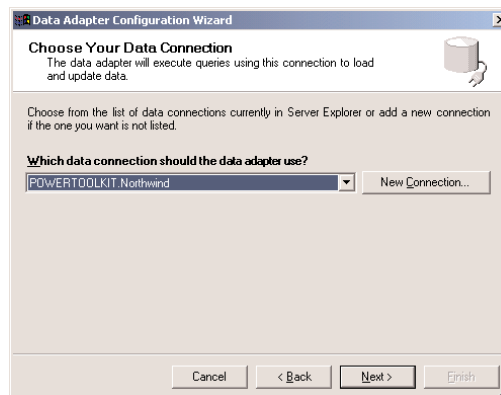 Data Adapter Configuration Wizard
Choose Your Data Connection
The data adapter will execute queries using this connection to load
and update data.
Choose from the list of data connections currently in Server Explorer or add a new connection
if the one you want is not listed.
Which data connection should the data adapter use?
POWERTOOLKIT.Northwind
New Connection...
Cancel
< Back
Next >
Finish